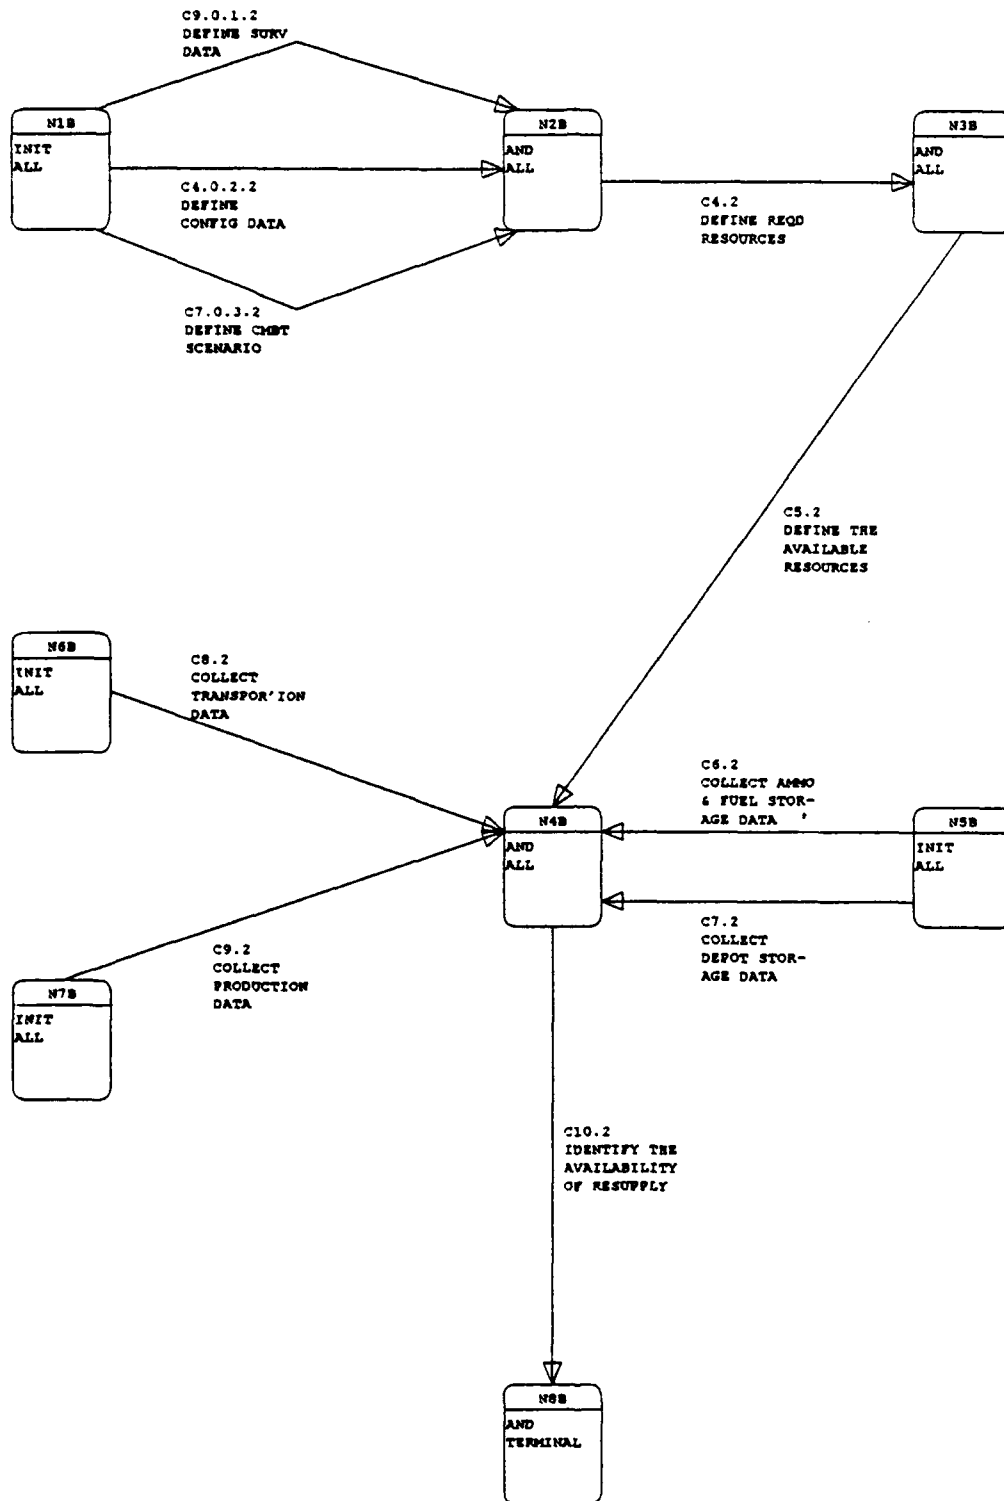 C9.0.1.2
DEFINE SURV
DATA
N1B
INIT
ALL
N2B
AND
ALL
N3B
AND
ALL
C4.0.2.2
DEFINE
CONFIG DATA
C4.2
DEFINE REQD
RESOURCES
C7.0.3.2
DEFINE CMBT
SCENARIO
C5.2
DEFINE THE
AVAILABLE
RESOURCES
N6B
INIT
ALL
C8.2
COLLECT
TRANSPOR'ION
DATA
C6.2
COLLECT AMMO
& FUEL STOR-
AGE DATA
N4B
AND
ALL
N5B
INIT
ALL
C7.2
COLLECT
DEPOT STOR-
AGE DATA
C9.2
COLLECT
PRODUCTION
DATA
N7B
INIT
ALL
C10.2
IDENTIFY THE
AVAILABILITY
OF RESUPPLY
N8B
AND
TERMINAL